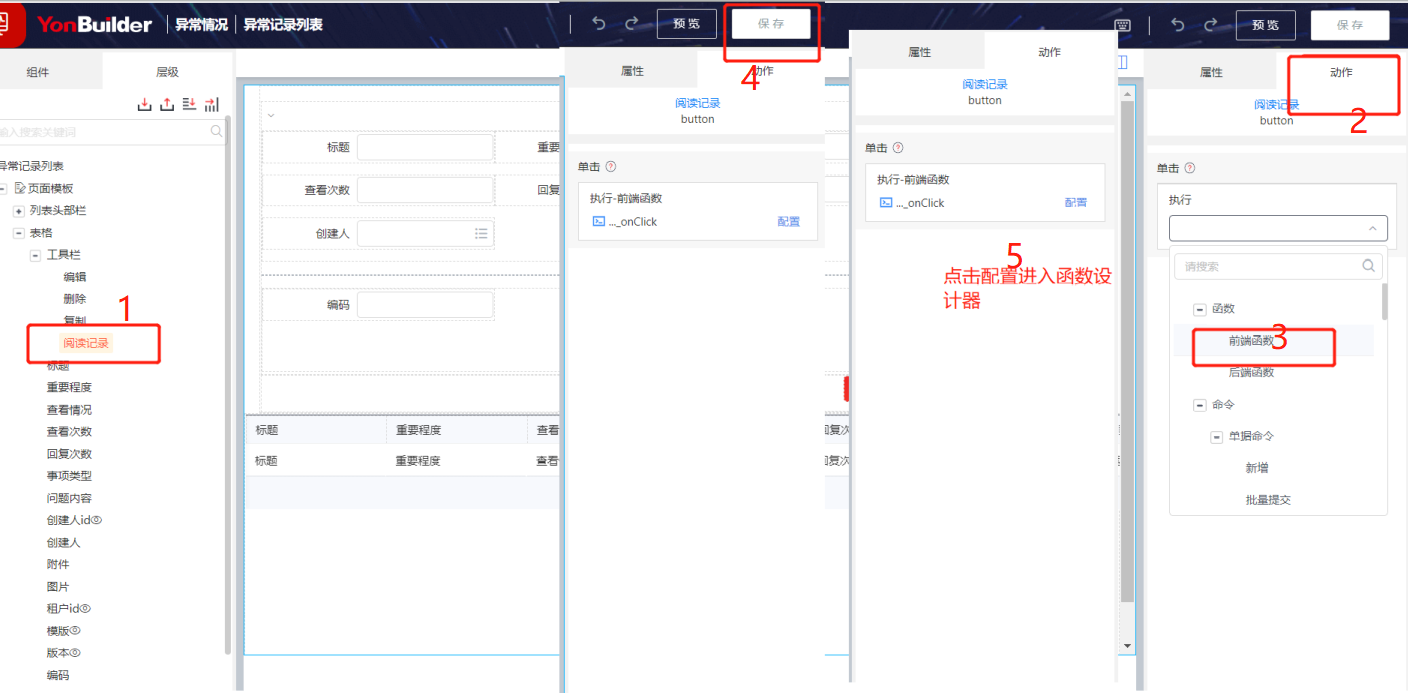 YonBuilder 异常情况 异常记录列表
组件 层级
输入搜索关键词
异常记录列表
页面模板
列表头部栏
表格
工具栏
编辑
删除
复制
1
阅读记录
标题
重要程度
查看情况
查看次数
回复次数
事项类型
问题内容
创建人id
创建人
附件
图片
租户id
模版
版本
编码
标题 重要
查看次数 回复
创建人
编码
标题 重要程度 查看
标题 重要程度 查看
预览 保存
4
属性 动作
阅读记录
button
单击
执行-前端函数
..._onClick 配置
属性 动作
阅读记录
button
单击
执行-前端函数
..._onClick 配置
5
点击配置进入函数设
计器
回复次
回复次
预览 保存
属性 动作
2
阅读记录
button
单击
执行
请搜索
函数
前端函数
3
后端函数
命令
单据命令
新增
批量提交